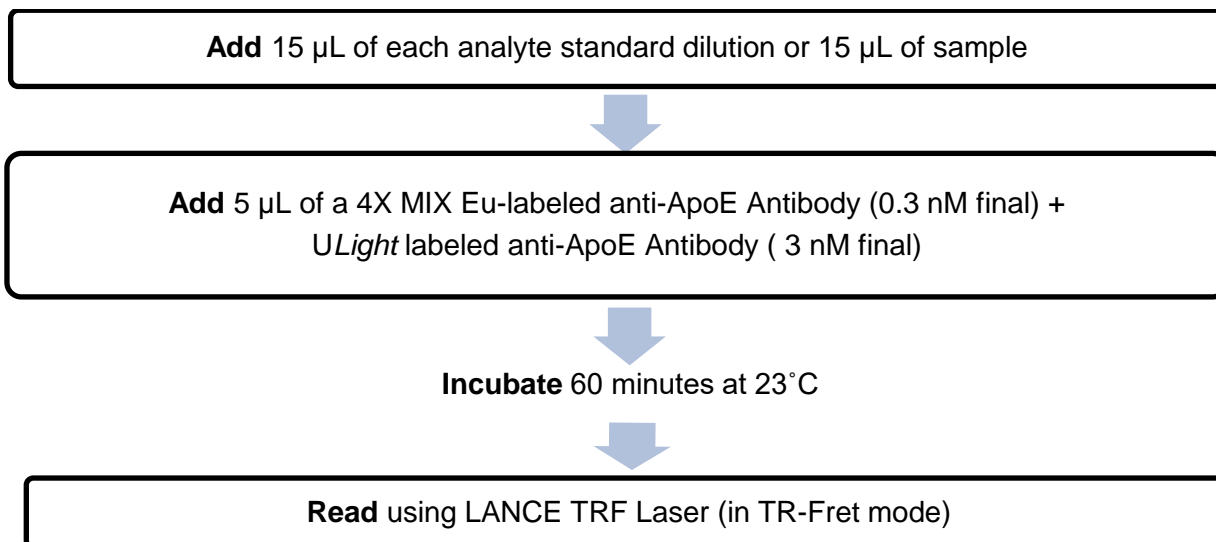 Add 15 µL of each analyte standard dilution or 15 µL of sample
Add 5 µL of a 4X MIX Eu-labeled anti-ApoE Antibody (0.3 nM final) +
ULight labeled anti-ApoE Antibody ( 3 nM final)
Incubate 60 minutes at 23˚C
Read using LANCE TRF Laser (in TR-Fret mode)